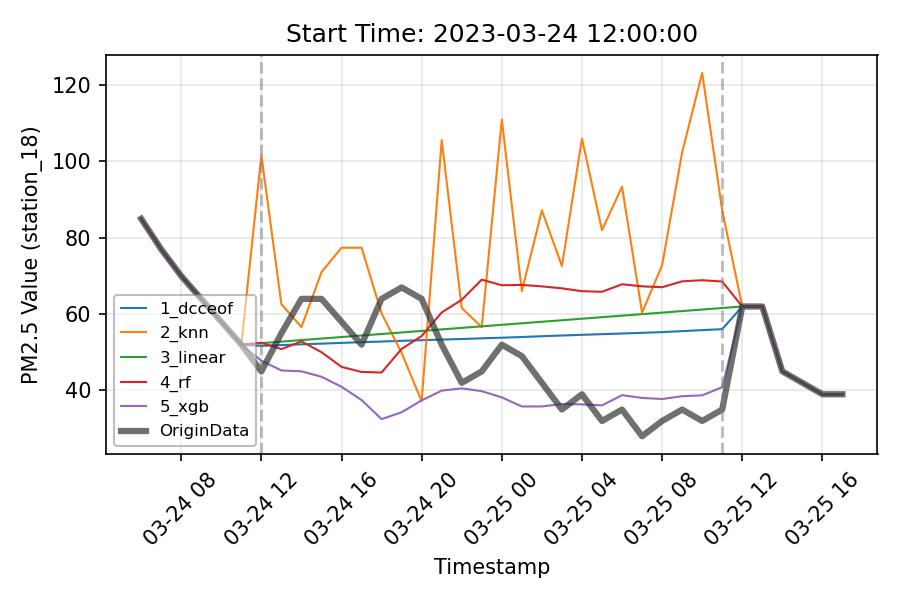 Start Time: 2023-03-24 12:00:00
PM2.5 Value (station_18)
120
100
80
60
40
1_dcceof
2_knn
3_linear
4_rf
5_xgb
OriginData
03-24 08
03-24 12
03-24 16
03-24 20
03-25 00
03-25 04
03-25 08
03-25 12
03-25 16
Timestamp